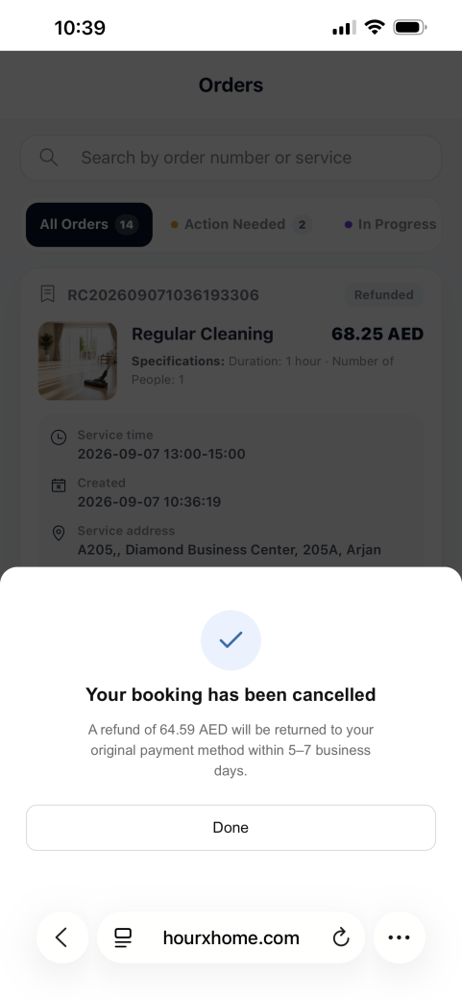 10:39
Orders
Search by order number or service
All Orders 14
Action Needed 2
In Progress
RC202609071036193306
Refunded
Regular Cleaning
68.25 AED
Specifications: Duration: 1 hour · Number of
People: 1
Service time
2026-09-07 13:00-15:00
Created
2026-09-07 10:36:19
Service address
A205,, Diamond Business Center, 205A, Arjan
Your booking has been cancelled
A refund of 64.59 AED will be returned to your
original payment method within 5–7 business
days.
Done
hourxhome.com